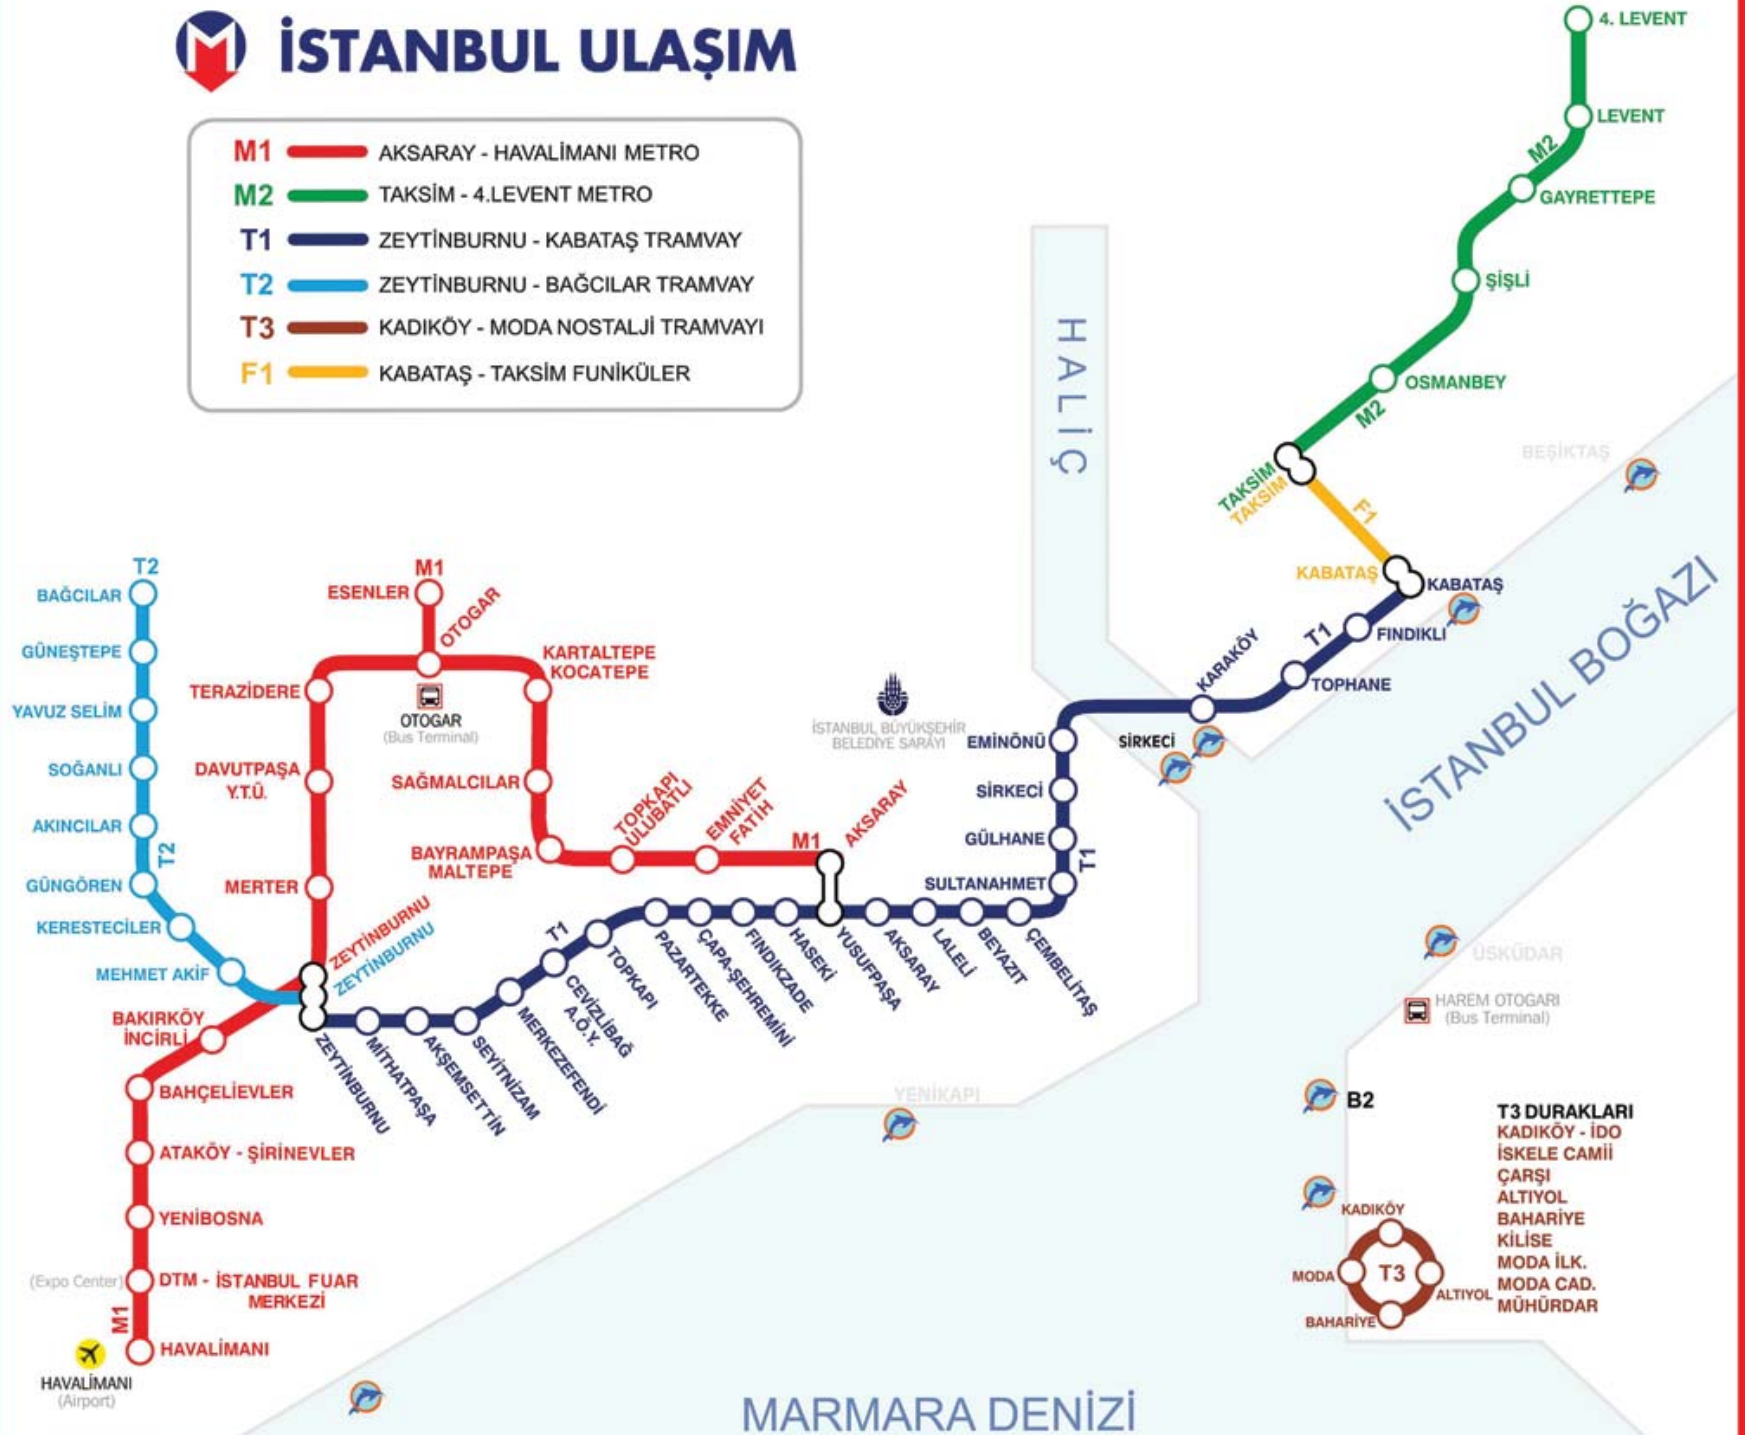 İSTANBUL ULAŞIM
M1 AKSARAY - HAVALİMANI METRO
M2 TAKSİM - 4.LEVENT METRO
T1 ZEYTİNBURNU - KABATAŞ TRAMVAY
T2 ZEYTİNBURNU - BAĞCILAR TRAMVAY
T3 KADIKÖY - MODA NOSTALJİ TRAMVAYI
F1 KABATAŞ - TAKSİM FUNİKÜLER
4. LEVENT
LEVENT
M2
GAYRETTEPE
ŞİŞLİ
OSMANBEY
M2
TAKSİM
TAKSİM
F1
KABATAŞ
KABATAŞ
FINDIKLI
T1
TOPHANE
KARAKÖY
HALİÇ
BEŞİKTAŞ
İSTANBUL BOĞAZI
T2
BAĞCILAR
GÜNEŞTEPE
YAVUZ SELİM
SOĞANLI
AKINCILAR
T2
GÜNGÖREN
KERESTECİLER
MEHMET AKİF
M1
ESENLER
OTOGAR
OTOGAR
(Bus Terminal)
TERAZİDERE
DAVUTPAŞA
Y.T.Ü.
MERTER
ZEYTİNBURNU
ZEYTİNBURNU
KARTALTEPE
KOCATEPE
SAĞMALCILAR
BAYRAMPAŞA
MALTEPE
TOPKAPI
ULUBATLI
EMNİYET
FATİH
M1
AKSARAY
İSTANBUL BÜYÜKŞEHİR
BELEDİYE SARAYI
EMİNÖNÜ
SİRKECİ
SİRKECİ
GÜLHANE
SULTANAHMET
T1
BAKIRKÖY
İNCİRLİ
BAHÇELİEVLER
ATAKÖY - ŞİRİNEVLER
YENİBOSNA
(Expo Center)
DTM - İSTANBUL FUAR
MERKEZİ
M1
HAVALİMANI
HAVALİMANI
(Airport)
ZEYTİNBURNU
MİTHATPAŞA
AKŞEMSETTİN
SEYİTNİZAM
MERKEZEFENDİ
T1
CEVİZLİBAĞ
A.Ö.Y.
TOPKAPI
PAZARTEKKE
ÇAPA-ŞEHREMİNİ
FINDIKZADE
HASEKİ
YUSUFPAŞA
AKSARAY
LALELİ
BEYAZIT
ÇEMBELİTAŞ
YENİKAPI
ÜSKÜDAR
HAREM OTOGARI
(Bus Terminal)
B2
KADIKÖY
MODA
T3
ALTIYOL
BAHARİYE
T3 DURAKLARI
KADIKÖY - İDO
İSKELE CAMİİ
ÇARŞI
ALTIYOL
BAHARİYE
KİLİSE
MODA İLK.
MODA CAD.
MÜHÜRDAR
MARMARA DENİZİ